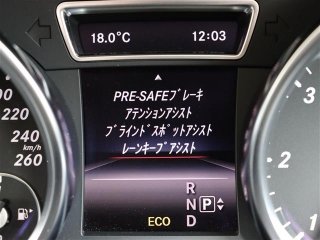 18.0°C 12:03
PRE-SAFEﾌﾞﾚｰｷ
ｱﾃﾝｼｮﾝｱｼｽﾄ
ﾌﾞﾗｲﾝﾄﾞｽﾎﾟｯﾄｱｼｽﾄ
ﾚｰﾝｷｰﾌﾟｱｼｽﾄ
200
220
240
km/h
260
3
2
1
R
N P
ECO D